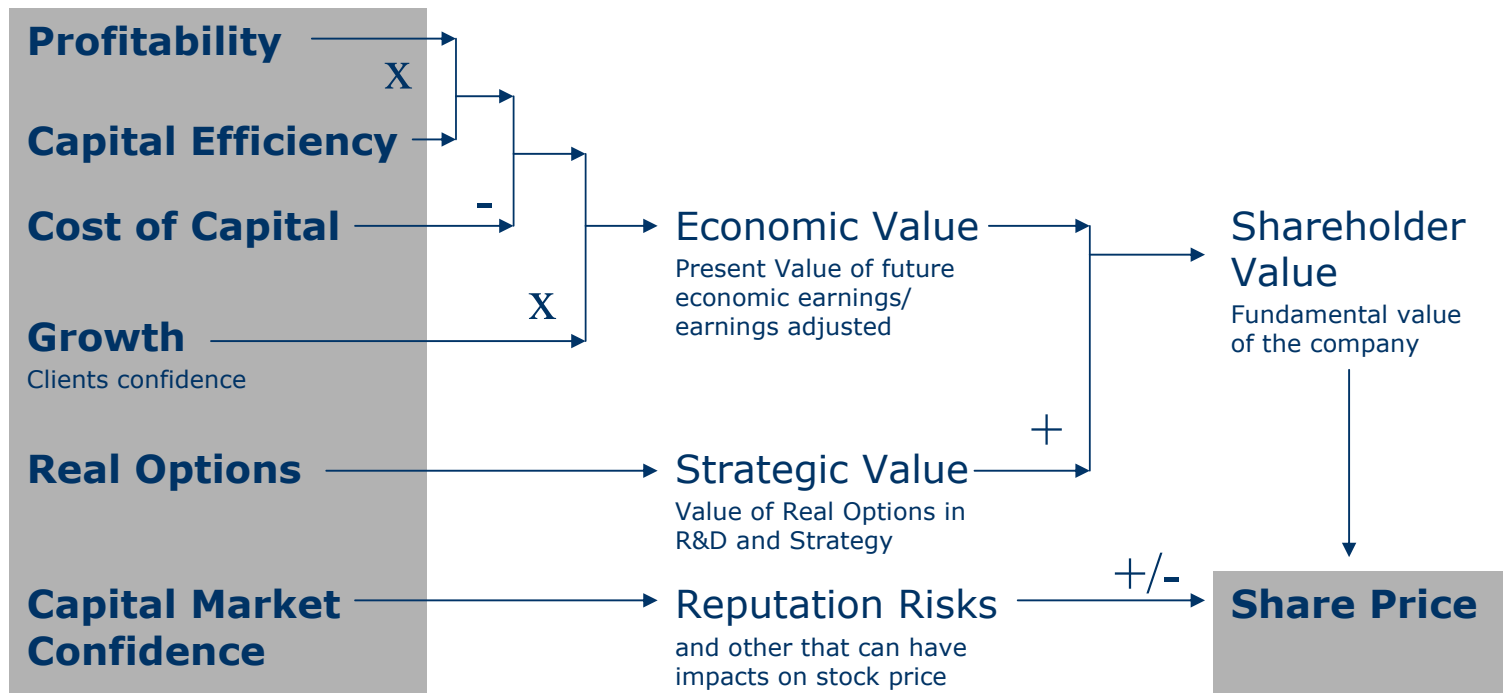 Profitability
X
Capital Efficiency
Cost of Capital
-
Economic Value
Present Value of future
economic earnings/
earnings adjusted
Shareholder
Value
Fundamental value
of the company
X
Growth
Clients confidence
+
Real Options
Strategic Value
Value of Real Options in
R&D and Strategy
Capital Market
Confidence
Reputation Risks
and other that can have
impacts on stock price
+/-
Share Price